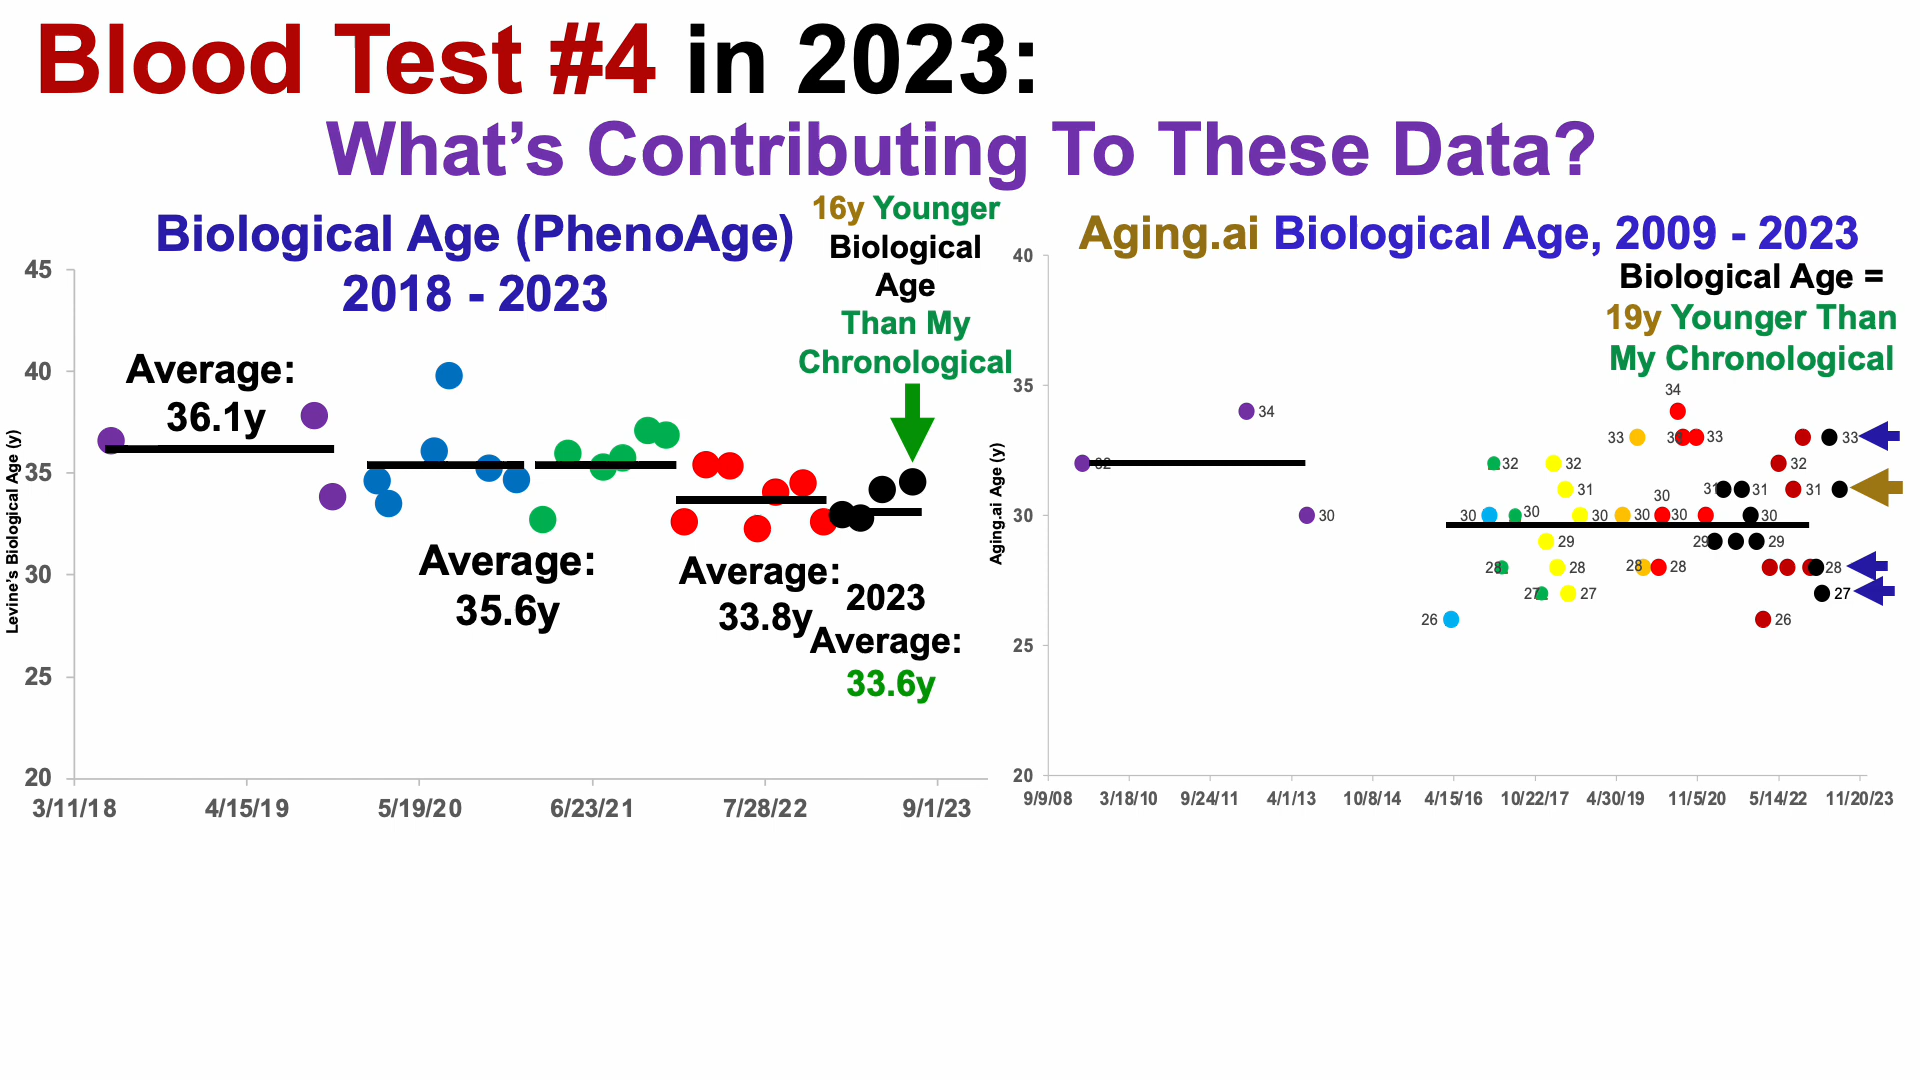 Blood Test #4 in 2023:
What's Contributing To These Data?
Biological Age (PhenoAge)
2018 - 2023
16y Younger
Biological
Age
Than My
Chronological
Levine's Biological Age (y)
45
40
35
30
25
20
3/11/18
4/15/19
5/19/20
6/23/21
7/28/22
9/1/23
Average:
36.1y
Average:
35.6y
Average:
33.8y
2023
Average:
33.6y
Aging.ai Biological Age, 2009 - 2023
Biological Age =
19y Younger Than
My Chronological
Aging.ai Age (y)
40
35
30
25
20
9/9/08
3/18/10
9/24/11
4/1/13
10/8/14
4/15/16
10/22/17
4/30/19
11/5/20
5/14/22
11/20/23
34
34
33
33
33
33
32
32
32
32
31
31
31
31
30
30
30
30
30
30
30
30
29
29
29
28
28
28
28
28
27
27
27
26
26